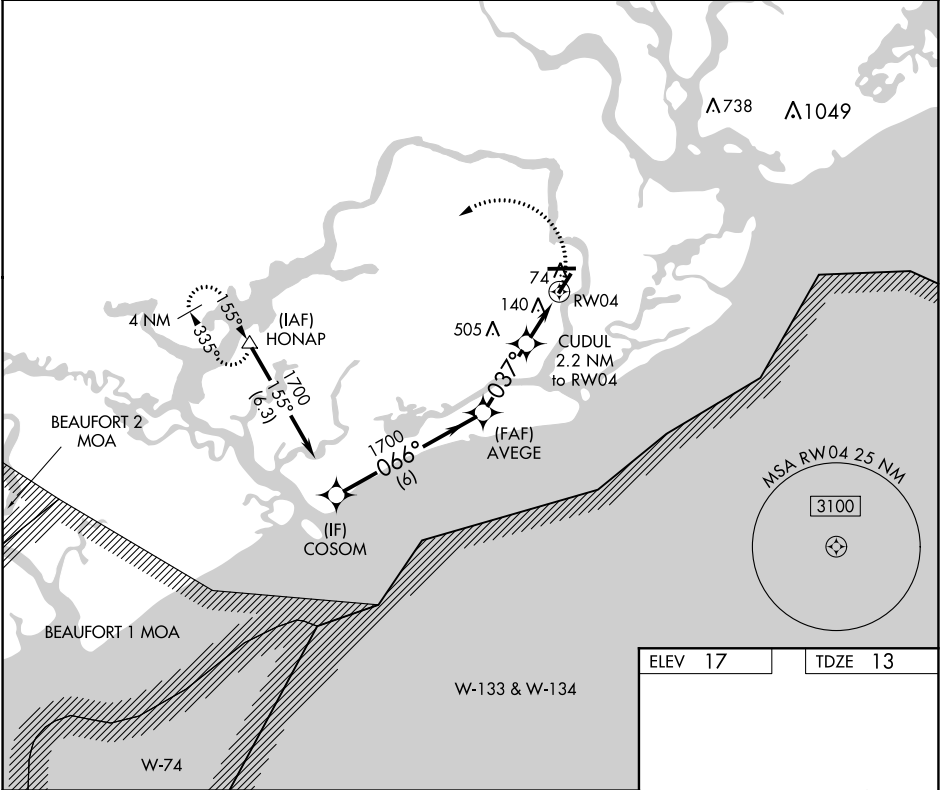 738
1049
74
RW04
140
505
CUDUL
2.2 NM
to RW04
037°
4 NM
155°
335°
(IAF)
HONAP
1700
155°
(6.3)
BEAUFORT 2
MOA
1700
066°
(6)
(FAF)
AVEGE
(IF)
COSOM
MSA RW04 25 NM
3100
BEAUFORT 1 MOA
W-133 & W-134
W-74
ELEV 17
TDZE 13